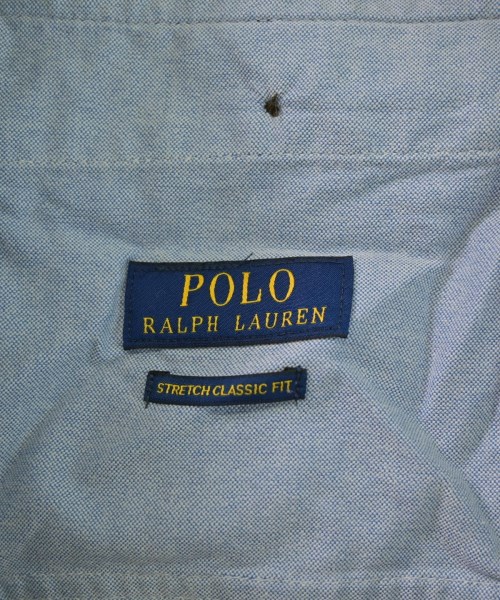 POLO
RALPH LAUREN
STRETCH CLASSIC FIT